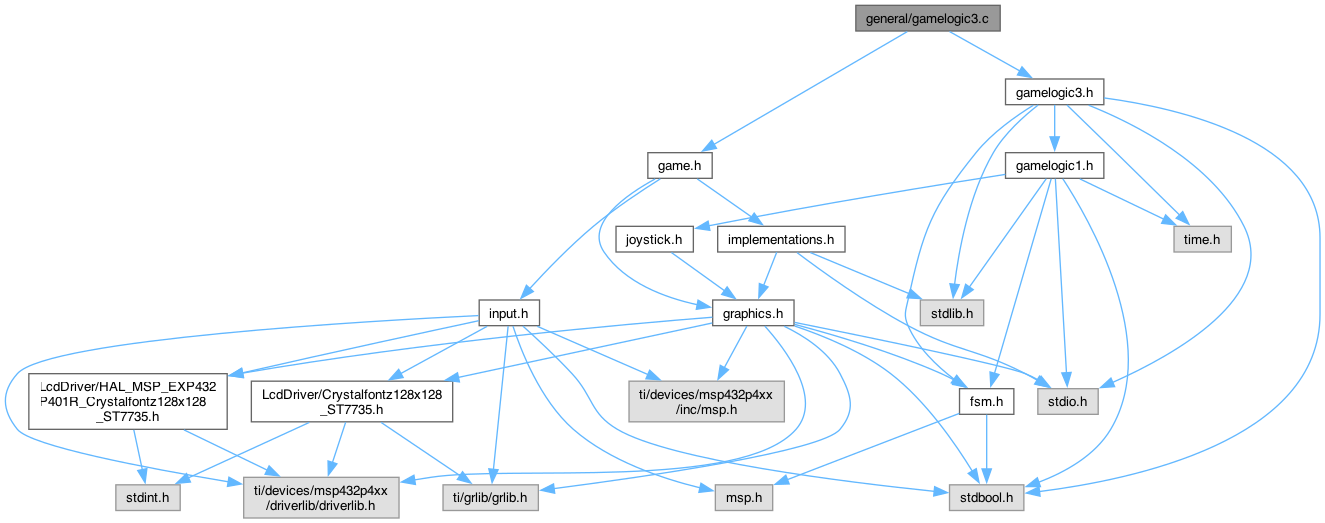 general/gamelogic3.c
gamelogic3.h
game.h
gamelogic1.h
joystick.h
implementations.h
time.h
input.h
graphics.h
stdlib.h
LcdDriver/HAL_MSP_EXP432
P401R_Crystalfontz128x128
_ST7735.h
LcdDriver/Crystalfontz128x128
_ST7735.h
ti/devices/msp432p4xx
/inc/msp.h
fsm.h
stdio.h
stdint.h
ti/devices/msp432p4xx
/driverlib/driverlib.h
ti/grlib/grlib.h
msp.h
stdbool.h